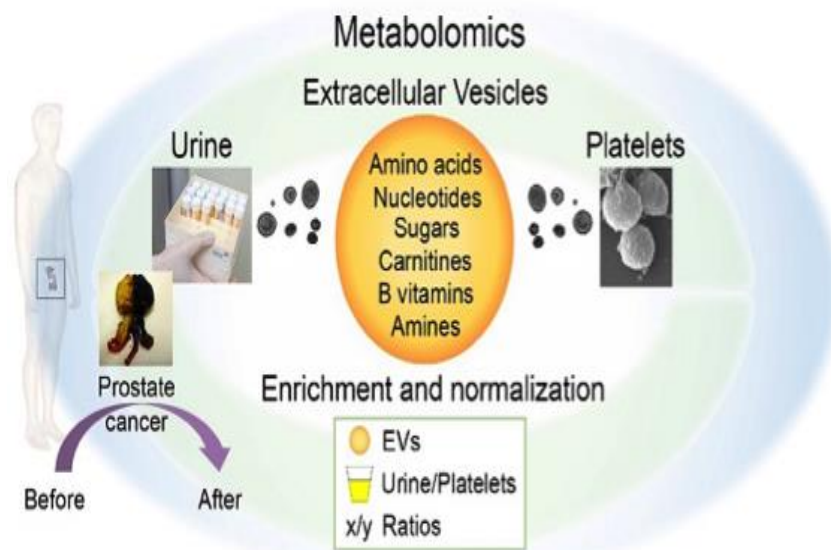 Metabolomics
Extracellular Vesicles
Urine
Platelets
Amino acids
Nucleotides
Sugars
Carnitines
B vitamins
Amines
Prostate
cancer
Before
After
Enrichment and normalization
EVs
Urine/Platelets
x/y Ratios